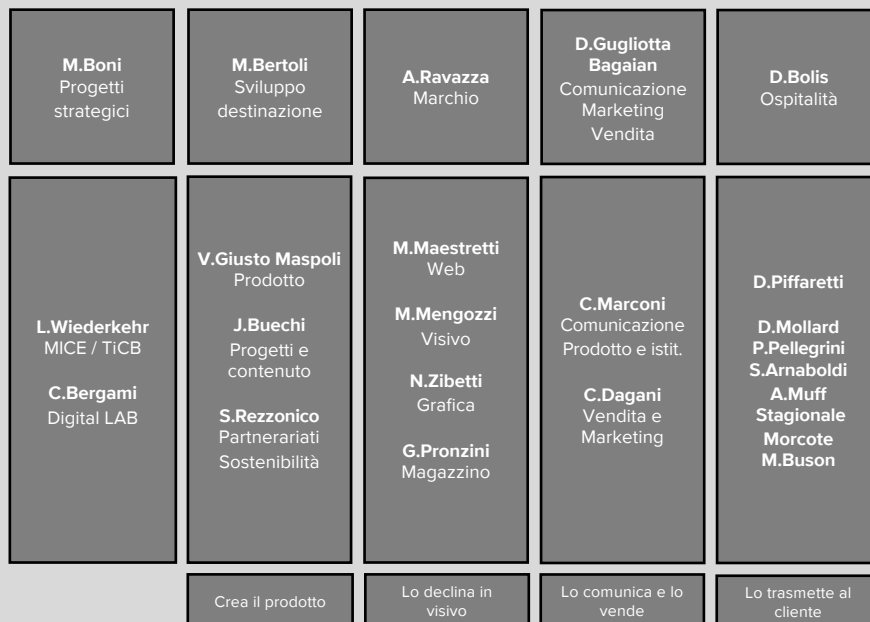 M.Boni
Progetti
strategici
M.Bertoli
Sviluppo
destinazione
A.Ravazza
Marchio
D.Gugliotta
Bagaian
Comunicazione
Marketing
Vendita
D.Bolis
Ospitalità
L.Wiederkehr
MICE / TiCB
C.Bergami
Digital LAB
V.Giusto Maspoli
Prodotto
J.Buechi
Progetti e
contenuto
S.Rezzonico
Partnerariati
Sostenibilità
M.Maestretti
Web
M.Mengozzi
Visivo
N.Zibetti
Grafica
G.Pronzini
Magazzino
C.Marconi
Comunicazione
Prodotto e istit.
C.Dagani
Vendita e
Marketing
D.Piffaretti
D.Mollard
P.Pellegrini
S.Arnaboldi
A.Muff
Stagionale
Morcote
M.Buson
Crea il prodotto
Lo declina in
visivo
Lo comunica e lo
vende
Lo trasmette al
cliente